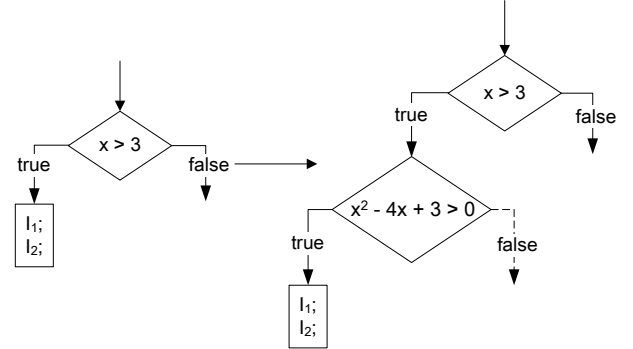 x > 3
true
false
I₁;
I₂;
x > 3
true
false
x² - 4x + 3 > 0
true
false
I₁;
I₂;